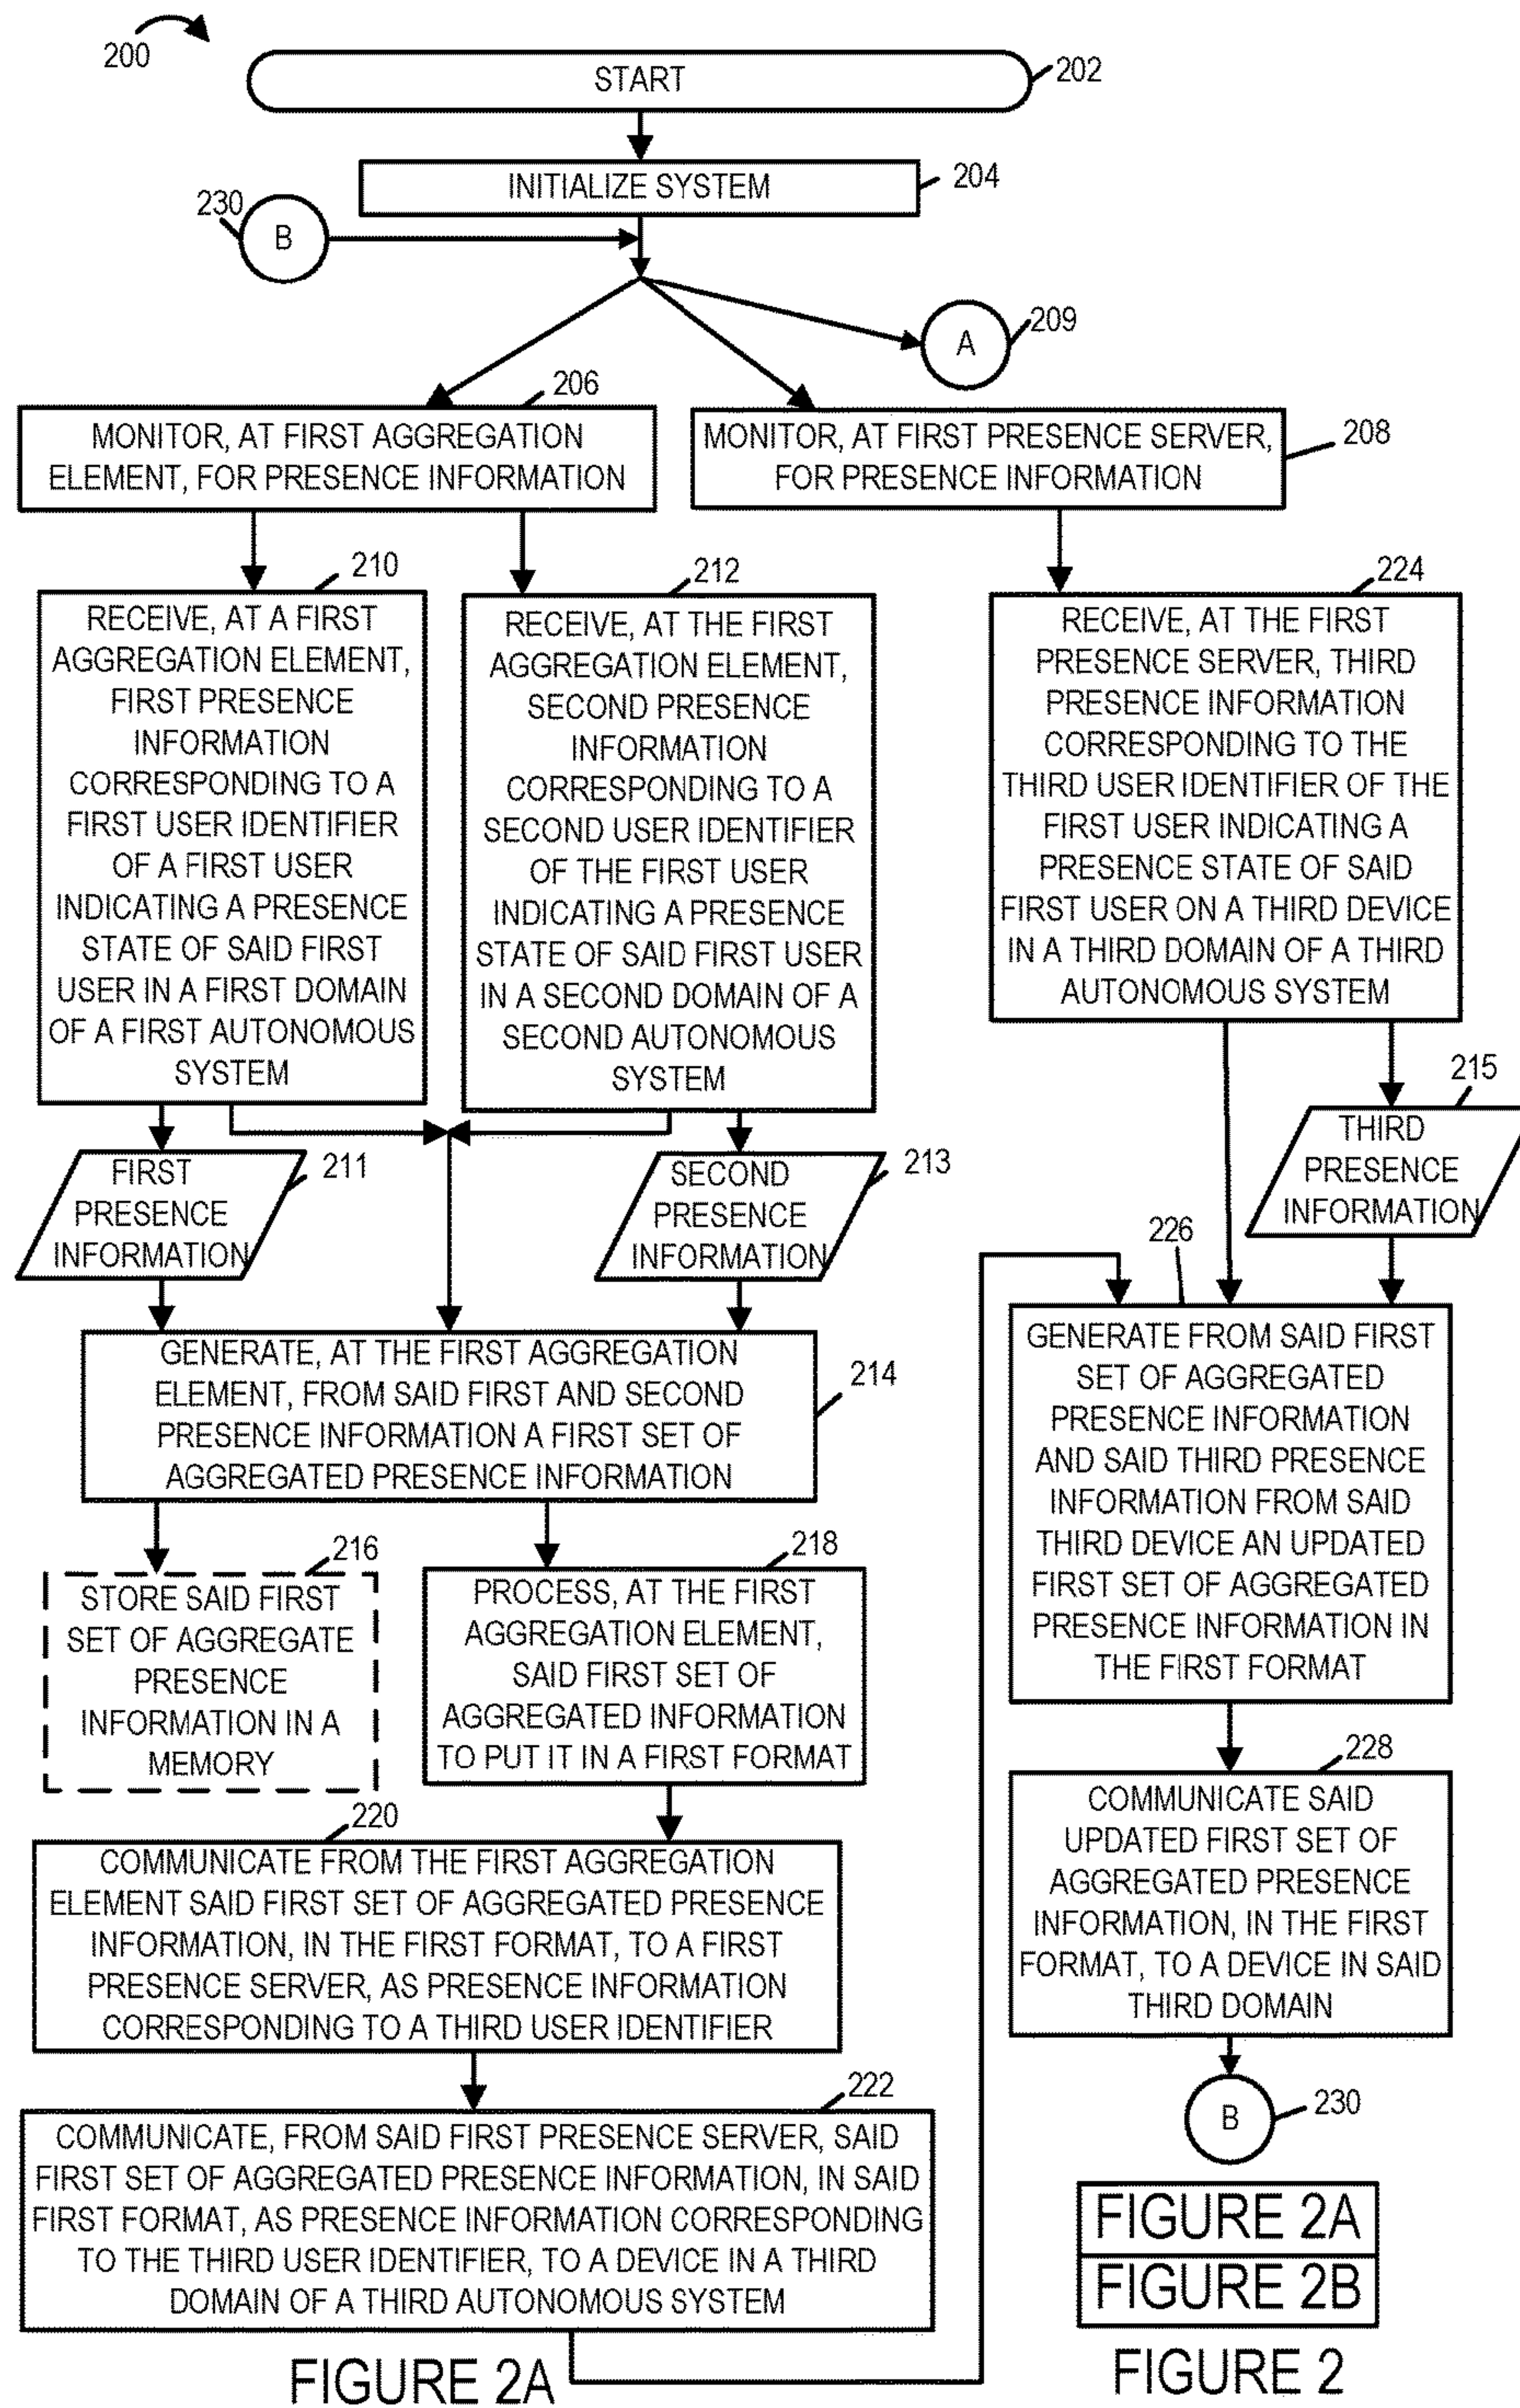 200
START
202
INITIALIZE SYSTEM
204
230
B
A
209
206
MONITOR, AT FIRST AGGREGATION
ELEMENT, FOR PRESENCE INFORMATION
MONITOR, AT FIRST PRESENCE SERVER,
FOR PRESENCE INFORMATION
208
210
RECEIVE, AT A FIRST
AGGREGATION ELEMENT,
FIRST PRESENCE
INFORMATION
CORRESPONDING TO A
FIRST USER IDENTIFIER
OF A FIRST USER
INDICATING A PRESENCE
STATE OF SAID FIRST
USER IN A FIRST DOMAIN
OF A FIRST AUTONOMOUS
SYSTEM
212
RECEIVE, AT THE FIRST
AGGREGATION ELEMENT,
SECOND PRESENCE
INFORMATION
CORRESPONDING TO A
SECOND USER IDENTIFIER
OF THE FIRST USER
INDICATING A PRESENCE
STATE OF SAID FIRST USER
IN A SECOND DOMAIN OF A
SECOND AUTONOMOUS
SYSTEM
224
RECEIVE, AT THE FIRST
PRESENCE SERVER, THIRD
PRESENCE INFORMATION
CORRESPONDING TO THE
THIRD USER IDENTIFIER OF THE
FIRST USER INDICATING A
PRESENCE STATE OF SAID
FIRST USER ON A THIRD DEVICE
IN A THIRD DOMAIN OF A THIRD
AUTONOMOUS SYSTEM
FIRST
PRESENCE
INFORMATION
211
SECOND
PRESENCE
INFORMATION
213
215
THIRD
PRESENCE
INFORMATION
GENERATE, AT THE FIRST AGGREGATION
ELEMENT, FROM SAID FIRST AND SECOND
PRESENCE INFORMATION A FIRST SET OF
AGGREGATED PRESENCE INFORMATION
214
226
GENERATE FROM SAID FIRST
SET OF AGGREGATED
PRESENCE INFORMATION
AND SAID THIRD PRESENCE
INFORMATION FROM SAID
THIRD DEVICE AN UPDATED
FIRST SET OF AGGREGATED
PRESENCE INFORMATION IN
THE FIRST FORMAT
216
STORE SAID FIRST
SET OF AGGREGATE
PRESENCE
INFORMATION IN A
MEMORY
218
PROCESS, AT THE FIRST
AGGREGATION ELEMENT,
SAID FIRST SET OF
AGGREGATED INFORMATION
TO PUT IT IN A FIRST FORMAT
220
COMMUNICATE FROM THE FIRST AGGREGATION
ELEMENT SAID FIRST SET OF AGGREGATED PRESENCE
INFORMATION, IN THE FIRST FORMAT, TO A FIRST
PRESENCE SERVER, AS PRESENCE INFORMATION
CORRESPONDING TO A THIRD USER IDENTIFIER
228
COMMUNICATE SAID
UPDATED FIRST SET OF
AGGREGATED PRESENCE
INFORMATION, IN THE FIRST
FORMAT, TO A DEVICE IN SAID
THIRD DOMAIN
222
COMMUNICATE, FROM SAID FIRST PRESENCE SERVER, SAID
FIRST SET OF AGGREGATED PRESENCE INFORMATION, IN SAID
FIRST FORMAT, AS PRESENCE INFORMATION CORRESPONDING
TO THE THIRD USER IDENTIFIER, TO A DEVICE IN A THIRD
DOMAIN OF A THIRD AUTONOMOUS SYSTEM
B
230
FIGURE 2A
FIGURE 2B
FIGURE 2
FIGURE 2A